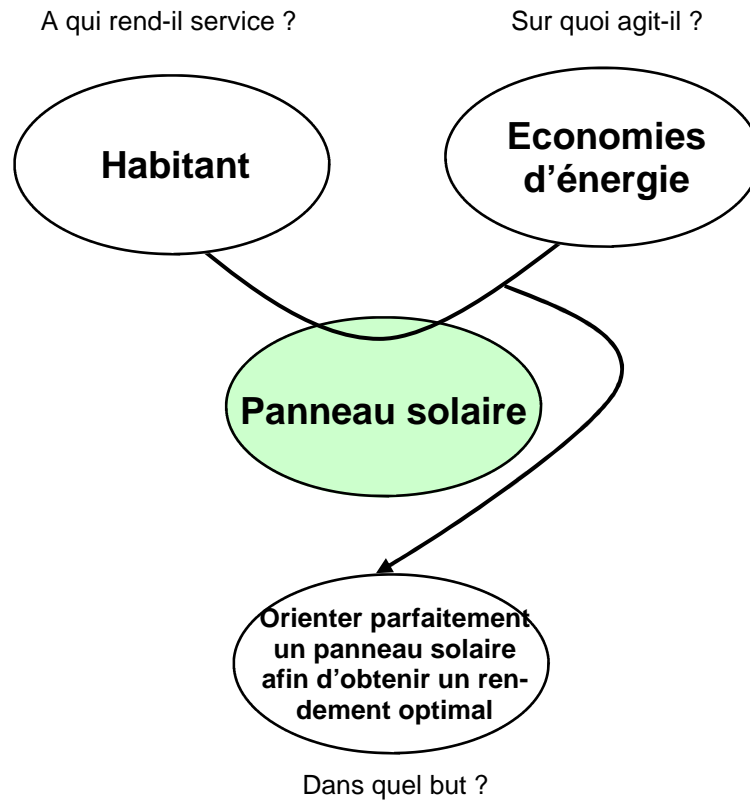 A qui rend-il service ?
Sur quoi agit-il ?
Habitant
Economies
d'énergie
Panneau solaire
Orienter parfaitement
un panneau solaire
afin d'obtenir un ren-
dement optimal
Dans quel but ?